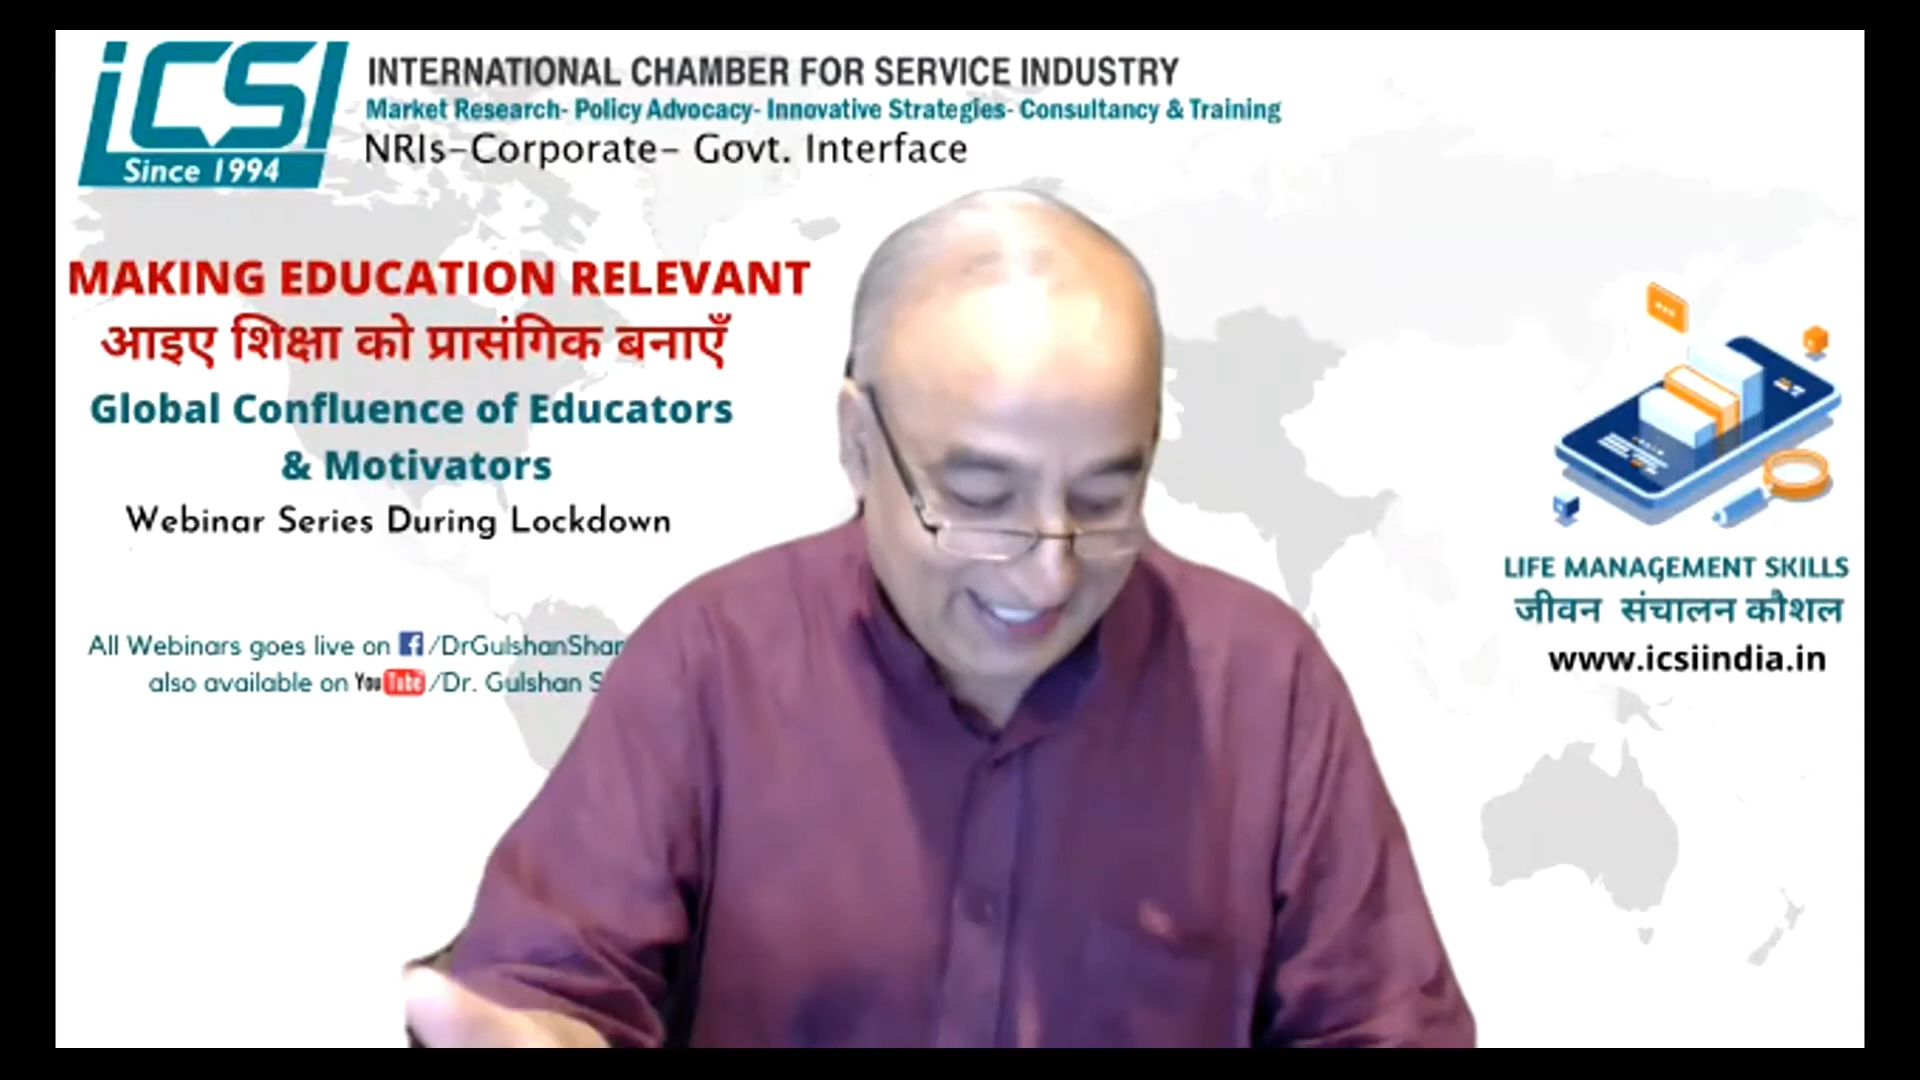 iCSI
Since 1994
INTERNATIONAL CHAMBER FOR SERVICE INDUSTRY
Market Research- Policy Advocacy- Innovative Strategies- Consultancy & Training
NRIs-Corporate- Govt. Interface
MAKING EDUCATION RELEVANT
आइए शिक्षा को प्रासंगिक बनाएँ
Global Confluence of Educators
& Motivators
Webinar Series During Lockdown
All Webinars goes live on f/DrGulshanShar
also available on YouTube/Dr. Gulshan S
LIFE MANAGEMENT SKILLS
जीवन संचालन कौशल
www.icsiindia.in